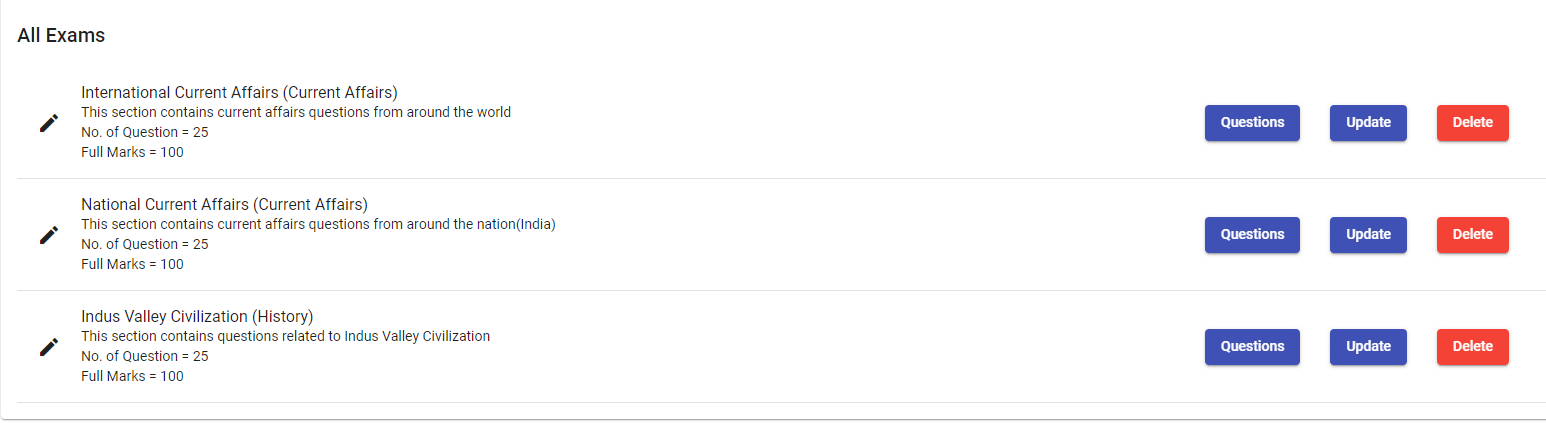 All Exams
International Current Affairs (Current Affairs)
This section contains current affairs questions from around the world
No. of Question = 25
Full Marks = 100
Questions
Update
Delete
National Current Affairs (Current Affairs)
This section contains current affairs questions from around the nation(India)
No. of Question = 25
Full Marks = 100
Questions
Update
Delete
Indus Valley Civilization (History)
This section contains questions related to Indus Valley Civilization
No. of Question = 25
Full Marks = 100
Questions
Update
Delete